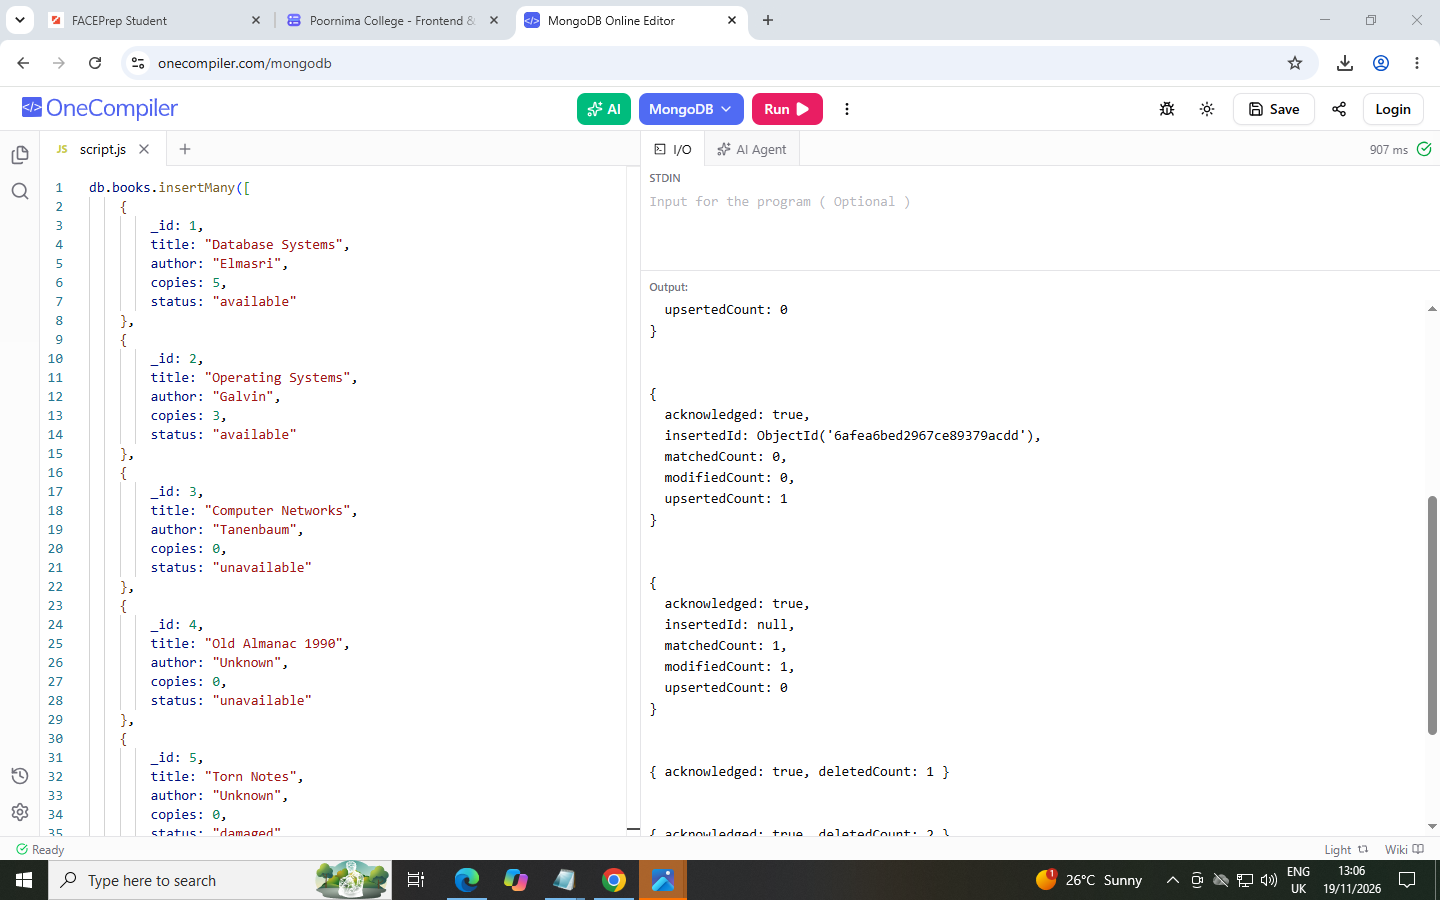 FACEPrep Student
Poornima College - Frontend &
MongoDB Online Editor
onecompiler.com/mongodb
OneCompiler
AI
MongoDB
Run
Save
Login
JS script.js
I/O
AI Agent
907 ms
1 db.books.insertMany([
2 {
3 _id: 1,
4 title: "Database Systems",
5 author: "Elmasri",
6 copies: 5,
7 status: "available"
8 },
9 {
10 _id: 2,
11 title: "Operating Systems",
12 author: "Galvin",
13 copies: 3,
14 status: "available"
15 },
16 {
17 _id: 3,
18 title: "Computer Networks",
19 author: "Tanenbaum",
20 copies: 0,
21 status: "unavailable"
22 },
23 {
24 _id: 4,
25 title: "Old Almanac 1990",
26 author: "Unknown",
27 copies: 0,
28 status: "unavailable"
29 },
30 {
31 _id: 5,
32 title: "Torn Notes",
33 author: "Unknown",
34 copies: 0,
35 status: "damaged"
STDIN
Input for the program ( Optional )
Output:
upsertedCount: 0
}
{
acknowledged: true,
insertedId: ObjectId('6afea6bed2967ce89379acdd'),
matchedCount: 0,
modifiedCount: 0,
upsertedCount: 1
}
{
acknowledged: true,
insertedId: null,
matchedCount: 1,
modifiedCount: 1,
upsertedCount: 0
}
{ acknowledged: true, deletedCount: 1 }
{ acknowledged: true, deletedCount: 2 }
Ready
Light
Wiki
Type here to search
1
26°C Sunny
ENG
UK
13:06
19/11/2026